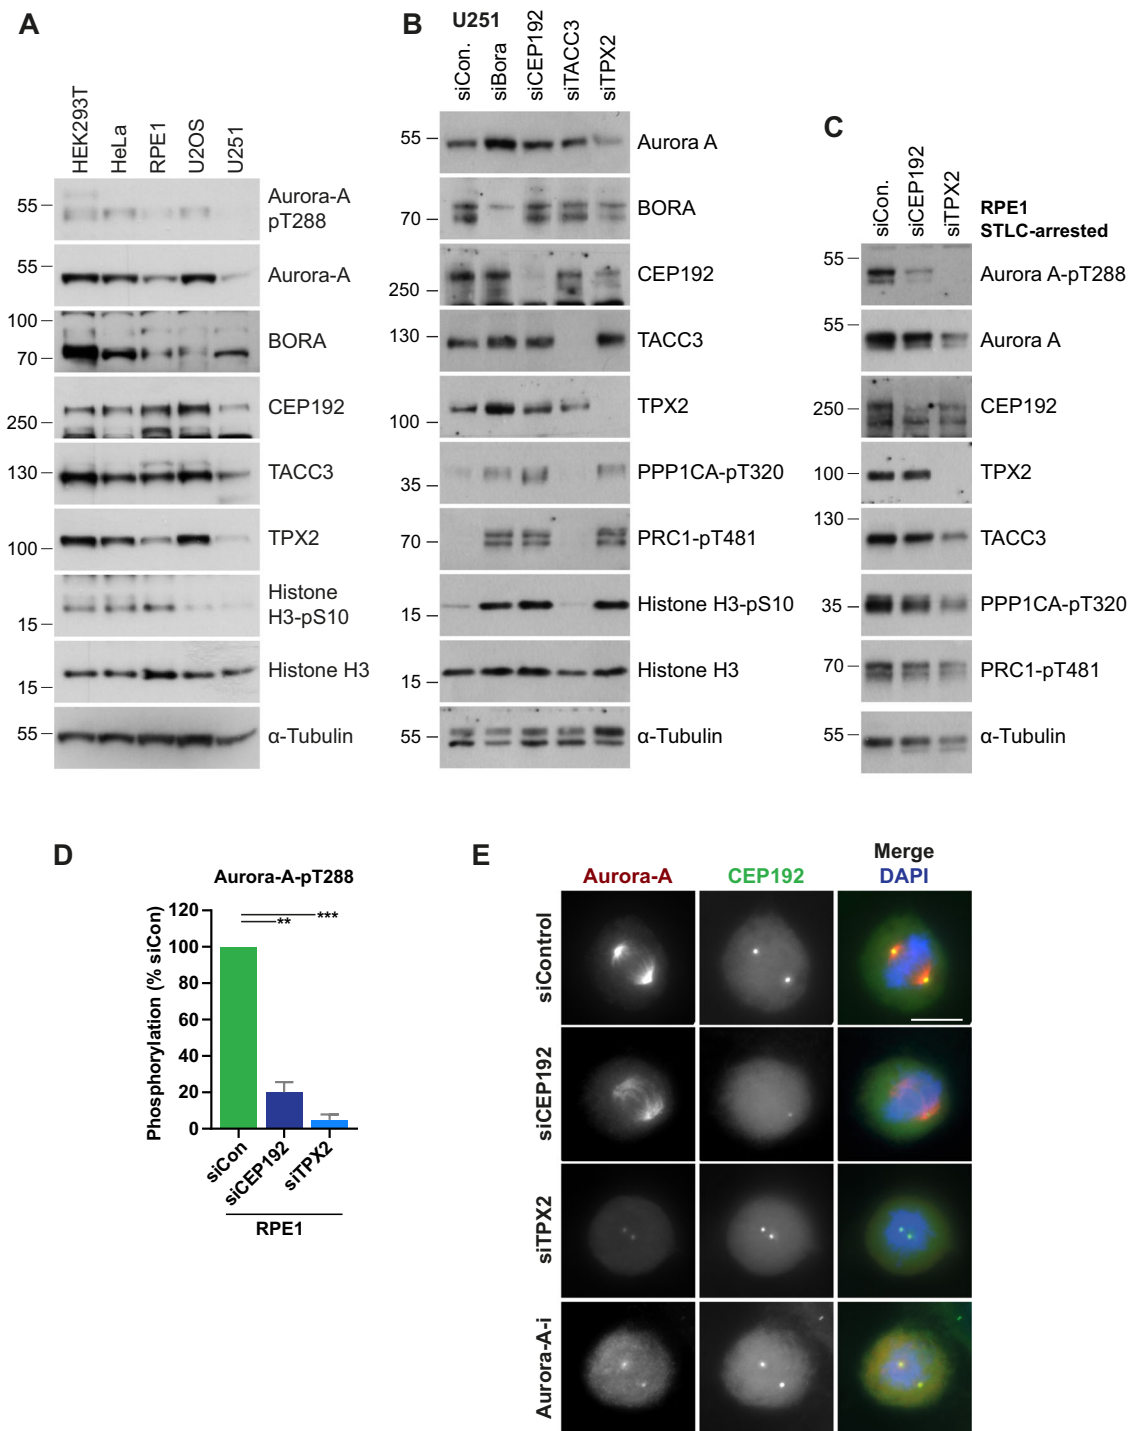 A
HEK293T
HeLa
RPE1
U2OS
U251
55
Aurora-A
pT288
55
Aurora-A
100
BORA
70
CEP192
250
130
TACC3
TPX2
100
Histone
H3-pS10
15
Histone H3
15
55
α-Tubulin
B
U251
siCon.
siBora
siCEP192
siTACC3
siTPX2
55
Aurora A
BORA
70
CEP192
250
130
TACC3
TPX2
100
PPP1CA-pT320
35
PRC1-pT481
70
Histone H3-pS10
15
Histone H3
15
55
α-Tubulin
C
siCon.
siCEP192
siTPX2
RPE1
STLC-arrested
55
Aurora A-pT288
55
Aurora A
CEP192
250
TPX2
100
130
TACC3
PPP1CA-pT320
35
70
PRC1-pT481
55
α-Tubulin
D
Aurora-A-pT288
Phosphorylation (% siCon)
120
100
80
60
40
20
0
**
***
siCon
siCEP192
siTPX2
RPE1
E
Aurora-A
CEP192
Merge
DAPI
siControl
siCEP192
siTPX2
Aurora-A-i